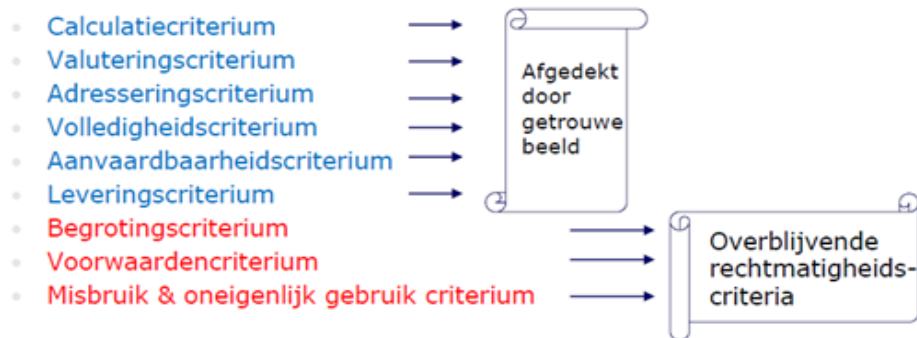 Calculatiecriterium
Valuteringscriterium
Adresseringscriterium
Volledigheidscriterium
Aanvaardbaarheidscriterium
Leveringscriterium
Begrotingscriterium
Voorwaardencriterium
Misbruik & oneigenlijk gebruik criterium
Afgedekt
door
getrouwe
beeld
Overblijvende
rechtmatigheids-
criteria